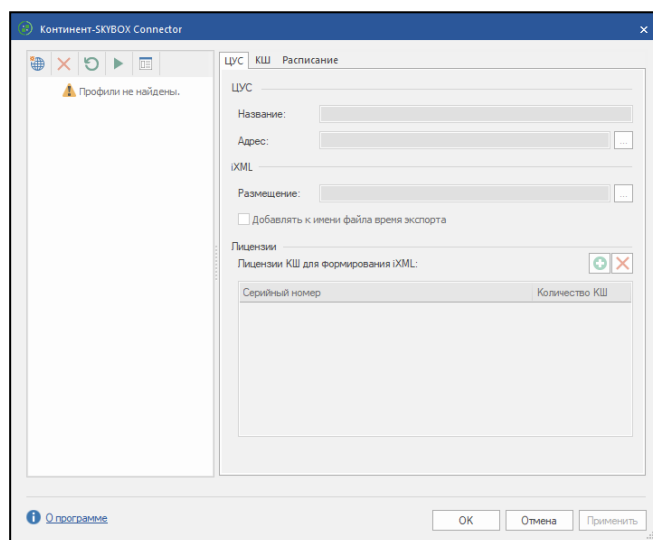 Континент-SKYBOX Connector
Профили не найдены.
ЦУС КШ Расписание
ЦУС
Название:
Адрес:
...
iXML
Размещение:
...
Добавлять к имени файла время экспорта
Лицензии
Лицензии КШ для формирования iXML:
Серийный номер Количество КШ
О программе
OK Отмена Применить